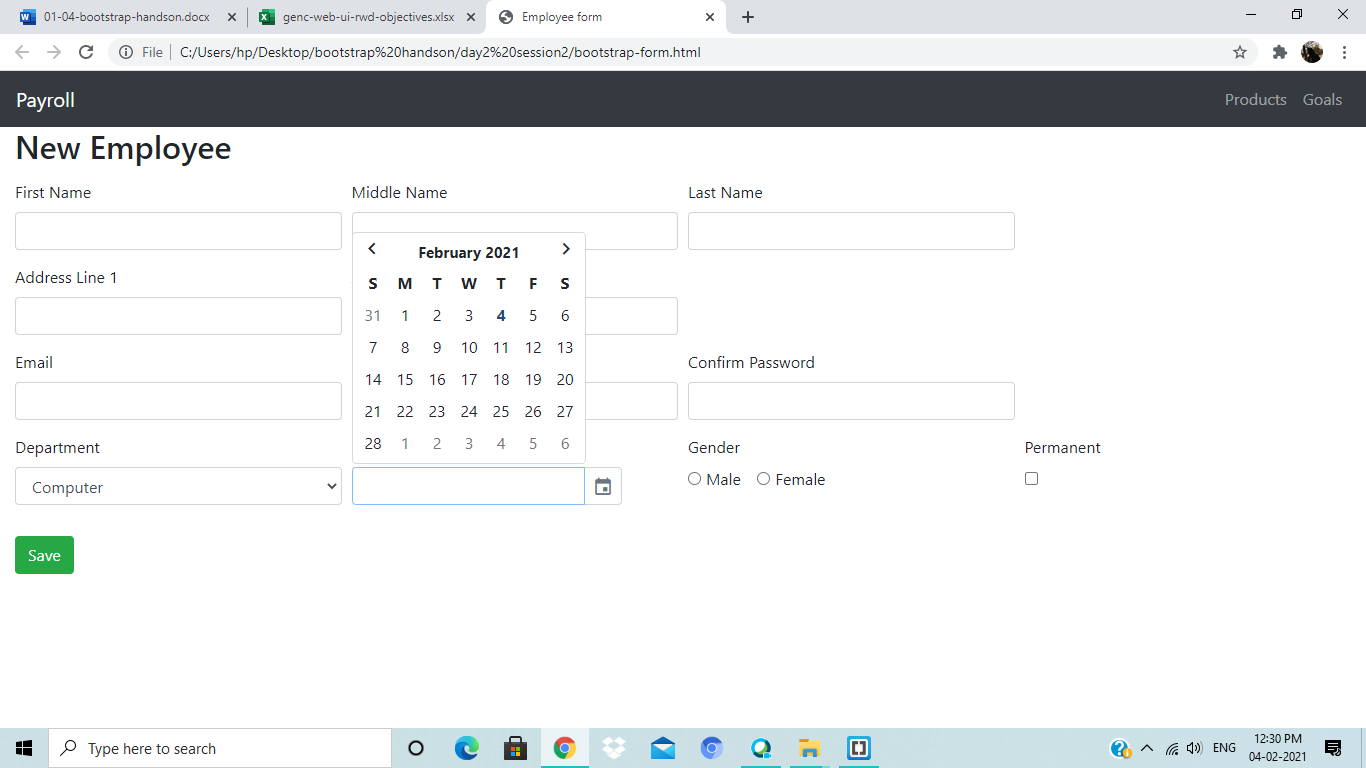 01-04-bootstrap-handson.docx
genc-web-ui-rwd-objectives.xlsx
Employee form
File
C:/Users/hp/Desktop/bootstrap%20handson/day2%20session2/bootstrap-form.html
Payroll
Products Goals
New Employee
First Name Middle Name Last Name
February 2021
Address Line 1
S M T W T F S
31 1 2 3 4 5 6
7 8 9 10 11 12 13
Email Confirm Password
14 15 16 17 18 19 20
21 22 23 24 25 26 27
28 1 2 3 4 5 6
Department Gender Permanent
Computer Male Female
Save
Type here to search
ENG
12:30 PM
04-02-2021